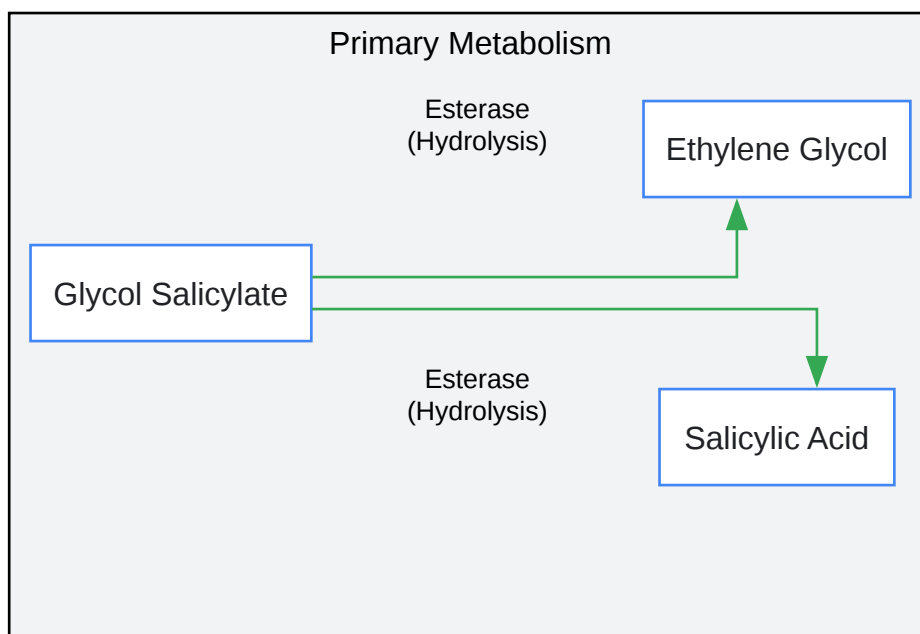 Primary Metabolism
Esterase
(Hydrolysis)
Ethylene Glycol
Glycol Salicylate
Esterase
(Hydrolysis)
Salicylic Acid